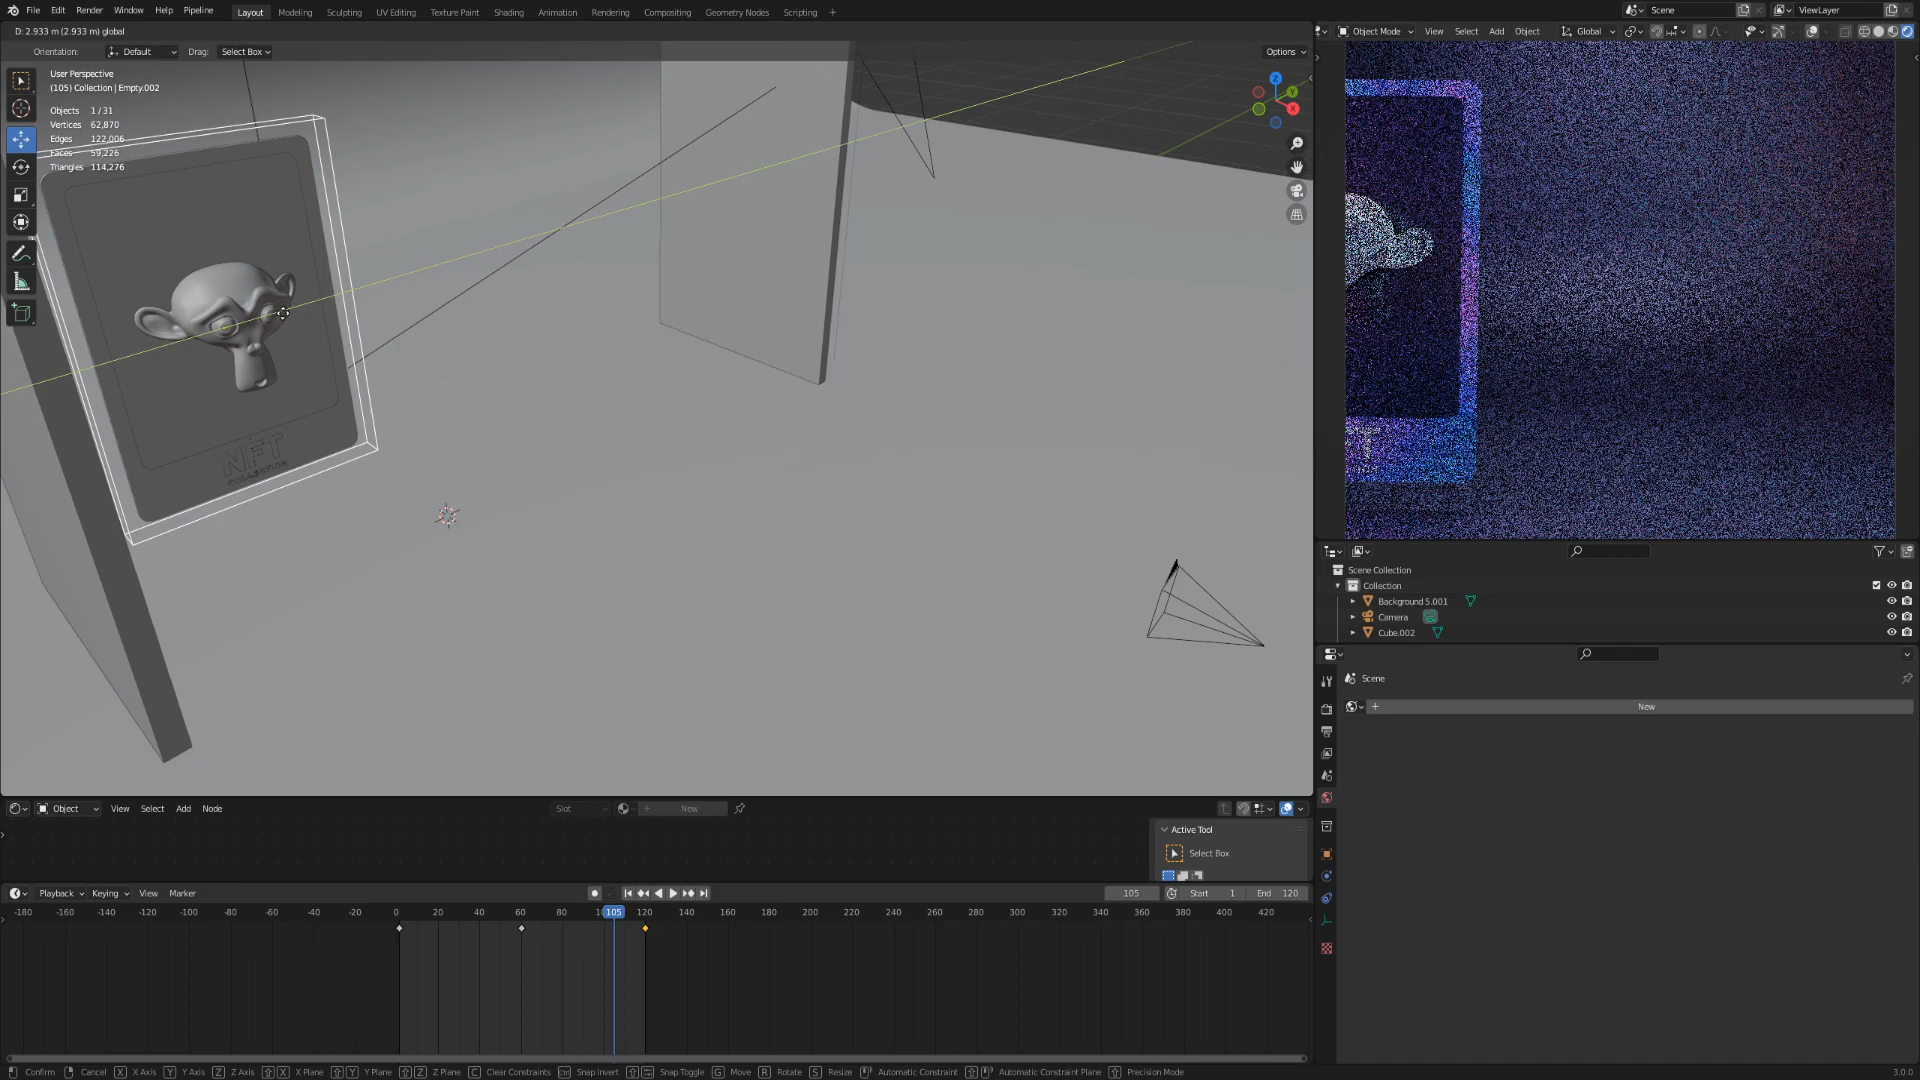 File Edit Render Window Help Pipeline Layout Modeling Sculpting UV Editing Texture Paint Shading Animation Rendering Compositing Geometry Nodes Scripting + Scene ViewLayer
D: 2.933 m (2.933 m) global
Object Mode View Select Add Object Global
Orientation: Default Drag: Select Box Options
User Perspective
(105) Collection | Empty.002
Objects 1 / 31
Vertices 62,870
Edges 122,006
Faces 59,226
Triangles 114,276
Z
Y
X
NFT
Scene Collection
Collection
Background 5.001
Camera
Cube.002
Scene
+ New
Object View Select Add Node Slot + New
Active Tool
Select Box
Playback Keying View Marker 105 Start 1 End 120
-180 -160 -140 -120 -100 -80 -60 -40 -20 0 20 40 60 80 105 120 140 160 180 200 220 240 260 280 300 320 340 360 380 400 420
Confirm Cancel X X Axis Y Y Axis Z Z Axis X X Plane Y Y Plane Z Z Plane C Clear Constraints Ctrl Snap Invert Snap Toggle G Move R Rotate S Resize Automatic Constraint Automatic Constraint Plane Precision Mode 3.0.0